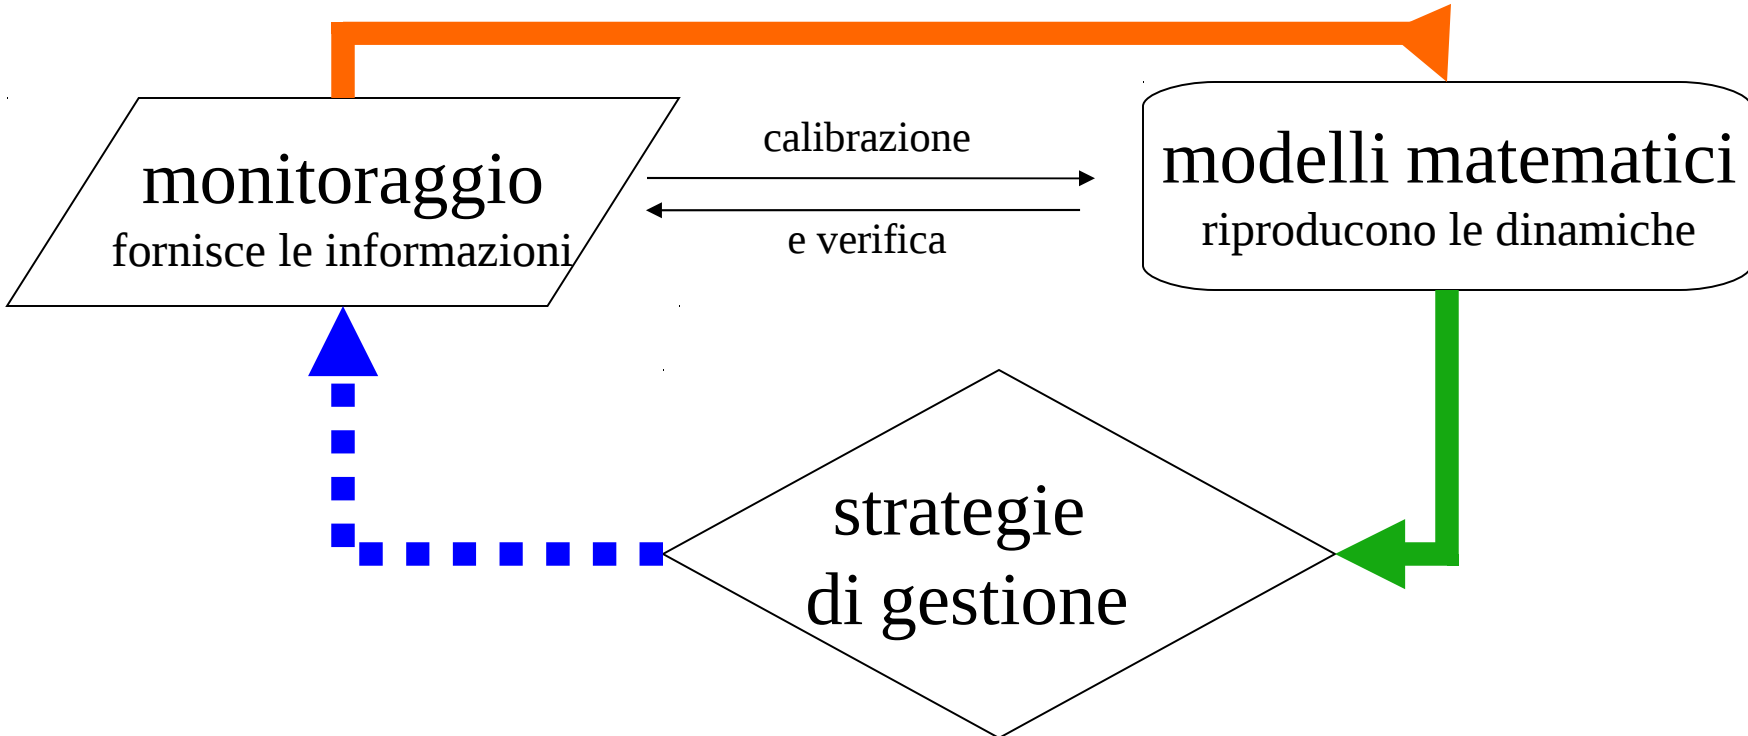 monitoraggio
fornisce le informazioni
calibrazione
e verifica
modelli matematici
riproducono le dinamiche
strategie
di gestione